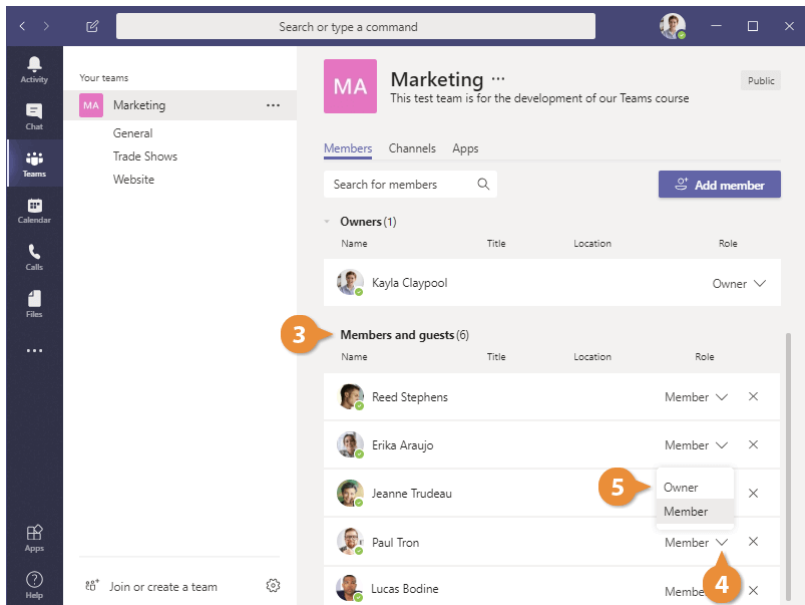 Search or type a command
Activity
Chat
Teams
Calendar
Calls
Files
Apps
Help
Your teams
MA Marketing
General
Trade Shows
Website
Join or create a team
MA
Marketing
This test team is for the development of our Teams course
Public
Members Channels Apps
Search for members
Add member
Owners (1)
Name Title Location Role
Kayla Claypool Owner
3
Members and guests (6)
Name Title Location Role
Reed Stephens Member
Erika Araujo Member
Jeanne Trudeau
5
Owner
Member
Paul Tron Member
Lucas Bodine Membe
4